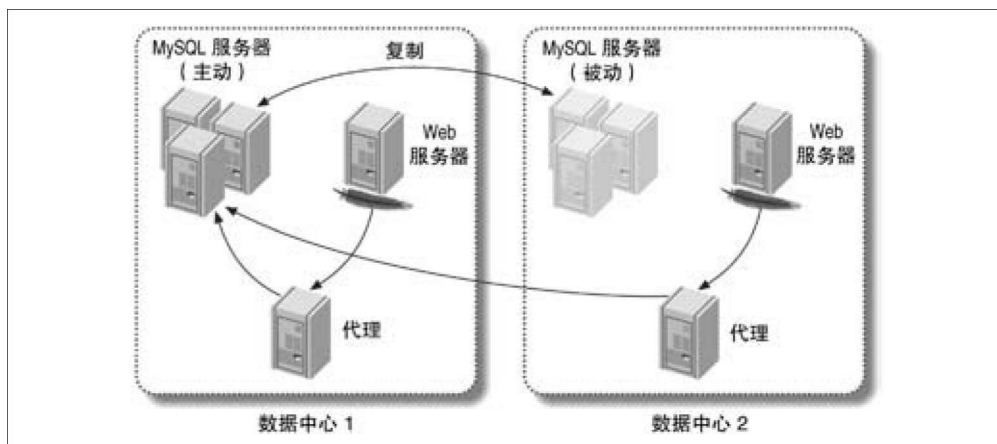 MySQL 服务器
（主动）
复制
Web
服务器
代理
数据中心 1
MySQL 服务器
（被动）
Web
服务器
代理
数据中心 2